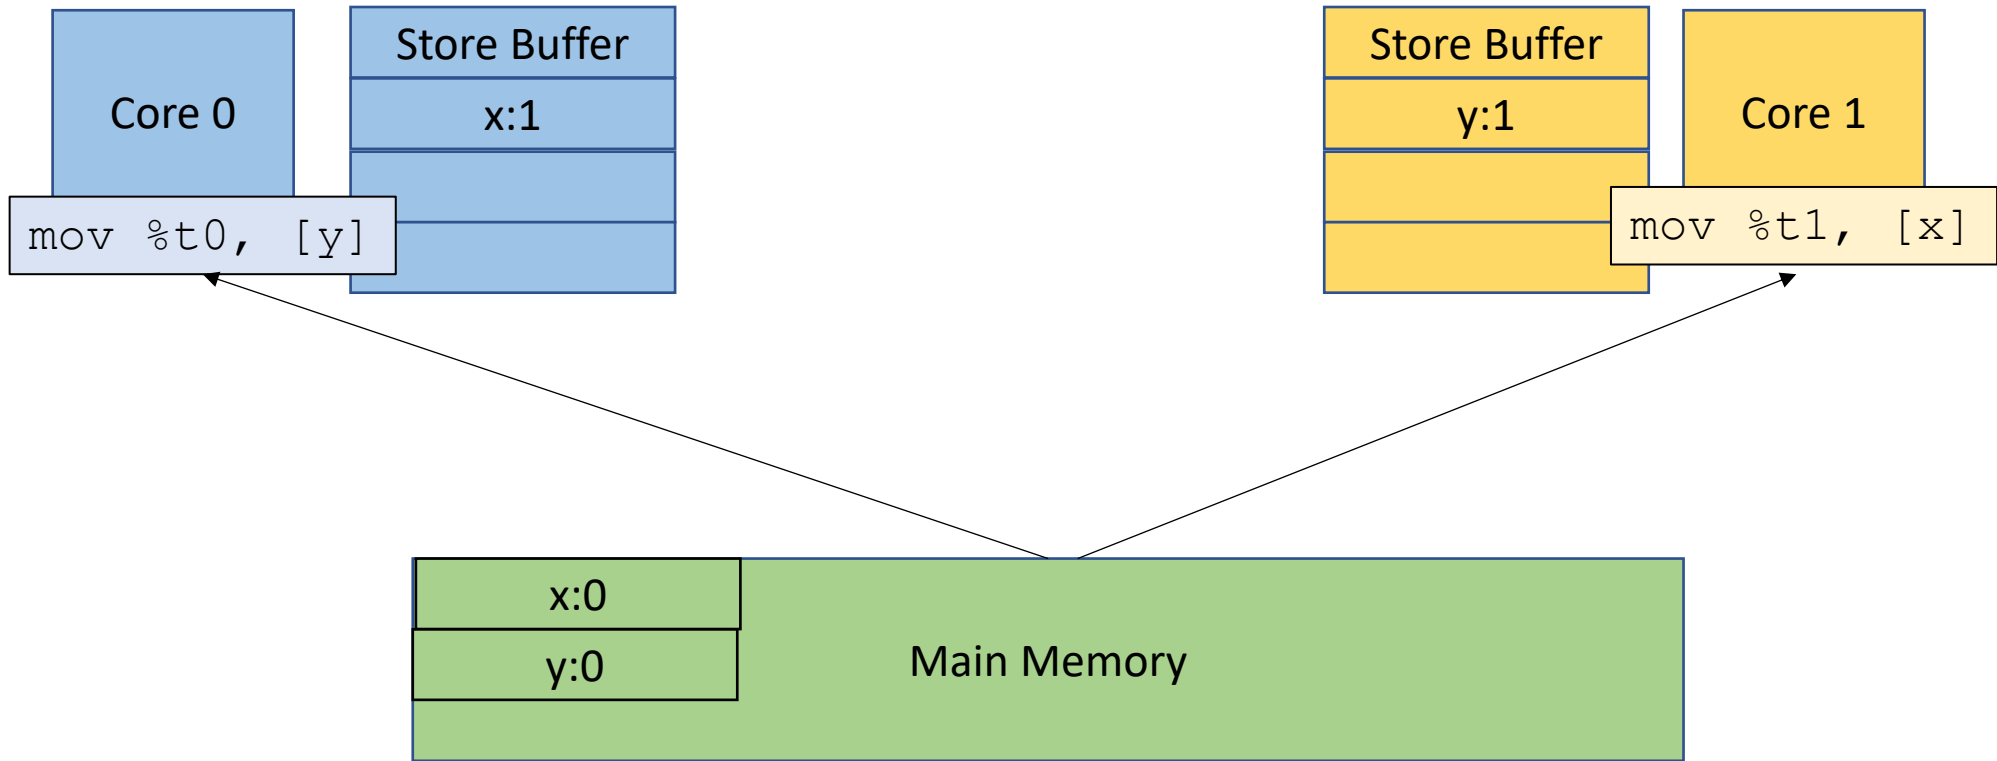 Core 0
Store Buffer
x:1
mov %t0, [y]
Store Buffer
y:1
Core 1
mov %t1, [x]
x:0
y:0
Main Memory